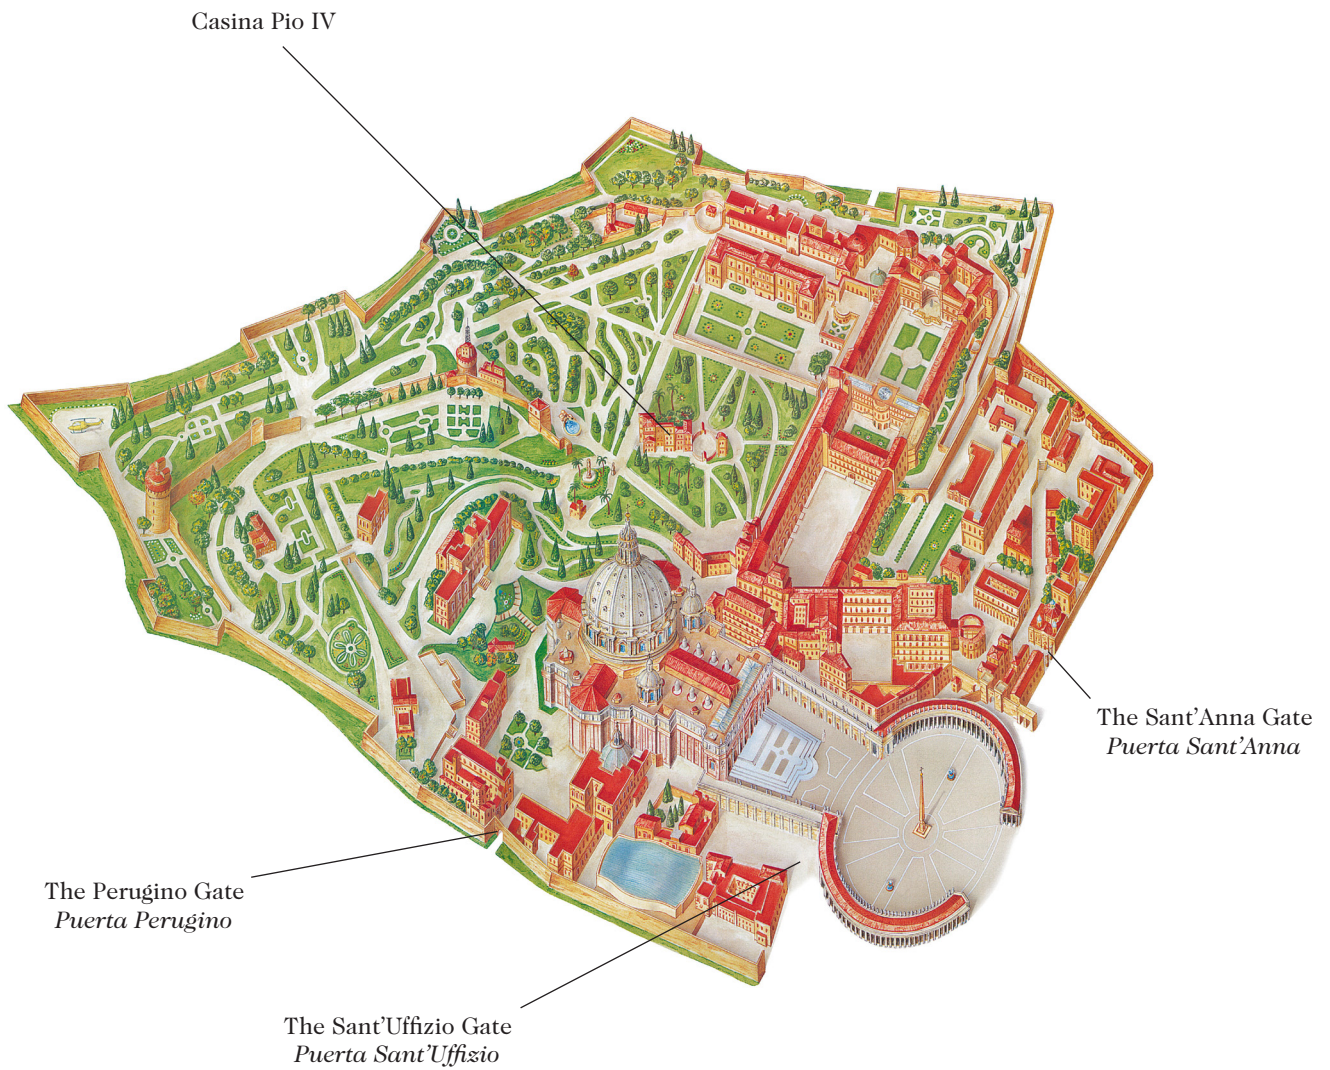 Casina Pio IV
The Sant’Anna Gate
Puerta Sant’Anna
The Perugino Gate
Puerta Perugino
The Sant’Uffizio Gate
Puerta Sant’Uffizio